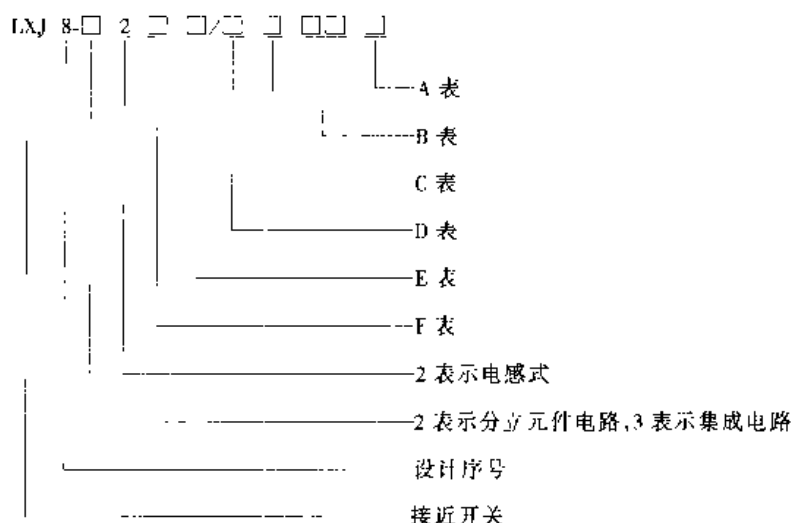 LXJ 8-□ 2 □ □/□ □ □□ □
A 表
B 表
C 表
D 表
E 表
F 表
2 表示电感式
2 表示分立元件电路,3 表示集成电路
设计序号
接近开关